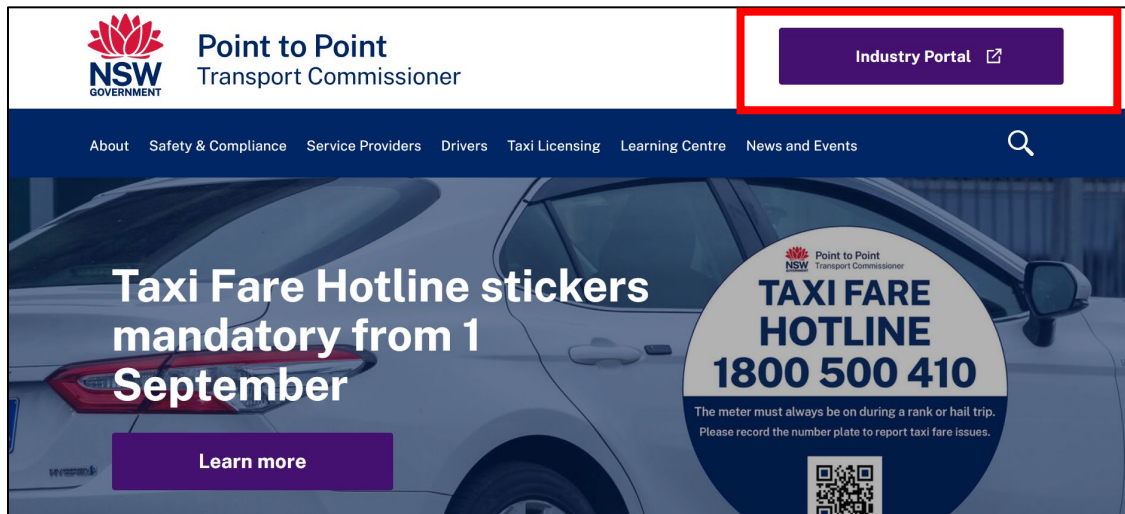 NSW
GOVERNMENT
Point to Point
Transport Commissioner
Industry Portal
About Safety & Compliance Service Providers Drivers Taxi Licensing Learning Centre News and Events
Taxi Fare Hotline stickers
mandatory from 1
September
Learn more
HYBRID
NSW
Point to Point
Transport Commissioner
TAXI FARE
HOTLINE
1800 500 410
The meter must always be on during a rank or hail trip.
Please record the number plate to report taxi fare issues.